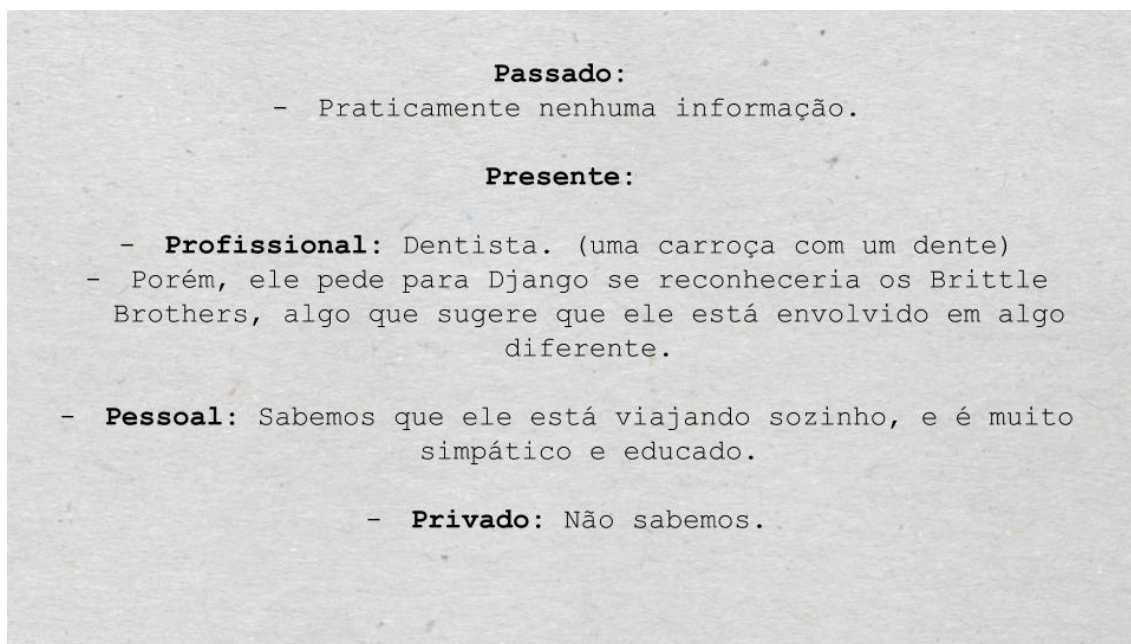 Passado:
- Praticamente nenhuma informação.
Presente:
- Profissional: Dentista. (uma carroça com um dente)
- Porém, ele pede para Django se reconheceria os Brittle
Brothers, algo que sugere que ele está envolvido em algo
diferente.
- Pessoal: Sabemos que ele está viajando sozinho, e é muito
simpático e educado.
- Privado: Não sabemos.